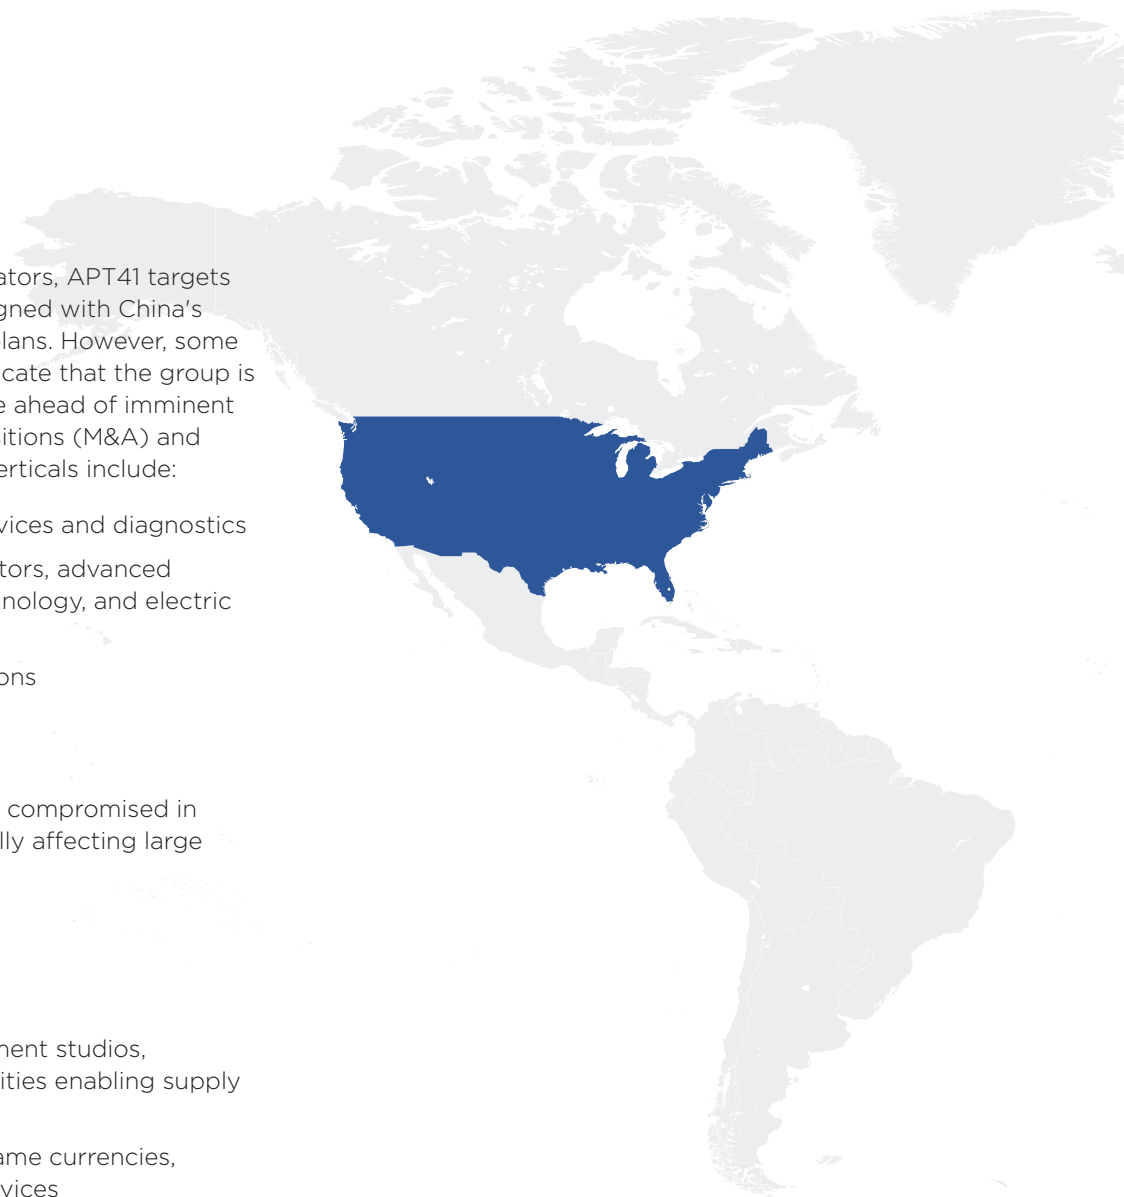 ators, APT41 targets
gned with China's
lans. However, some
cate that the group is
e ahead of imminent
sitions (M&A) and
erticals include:
vices and diagnostics
tors, advanced
nology, and electric
ons
compromised in
lly affecting large
ment studios,
ities enabling supply
ame currencies,
vices